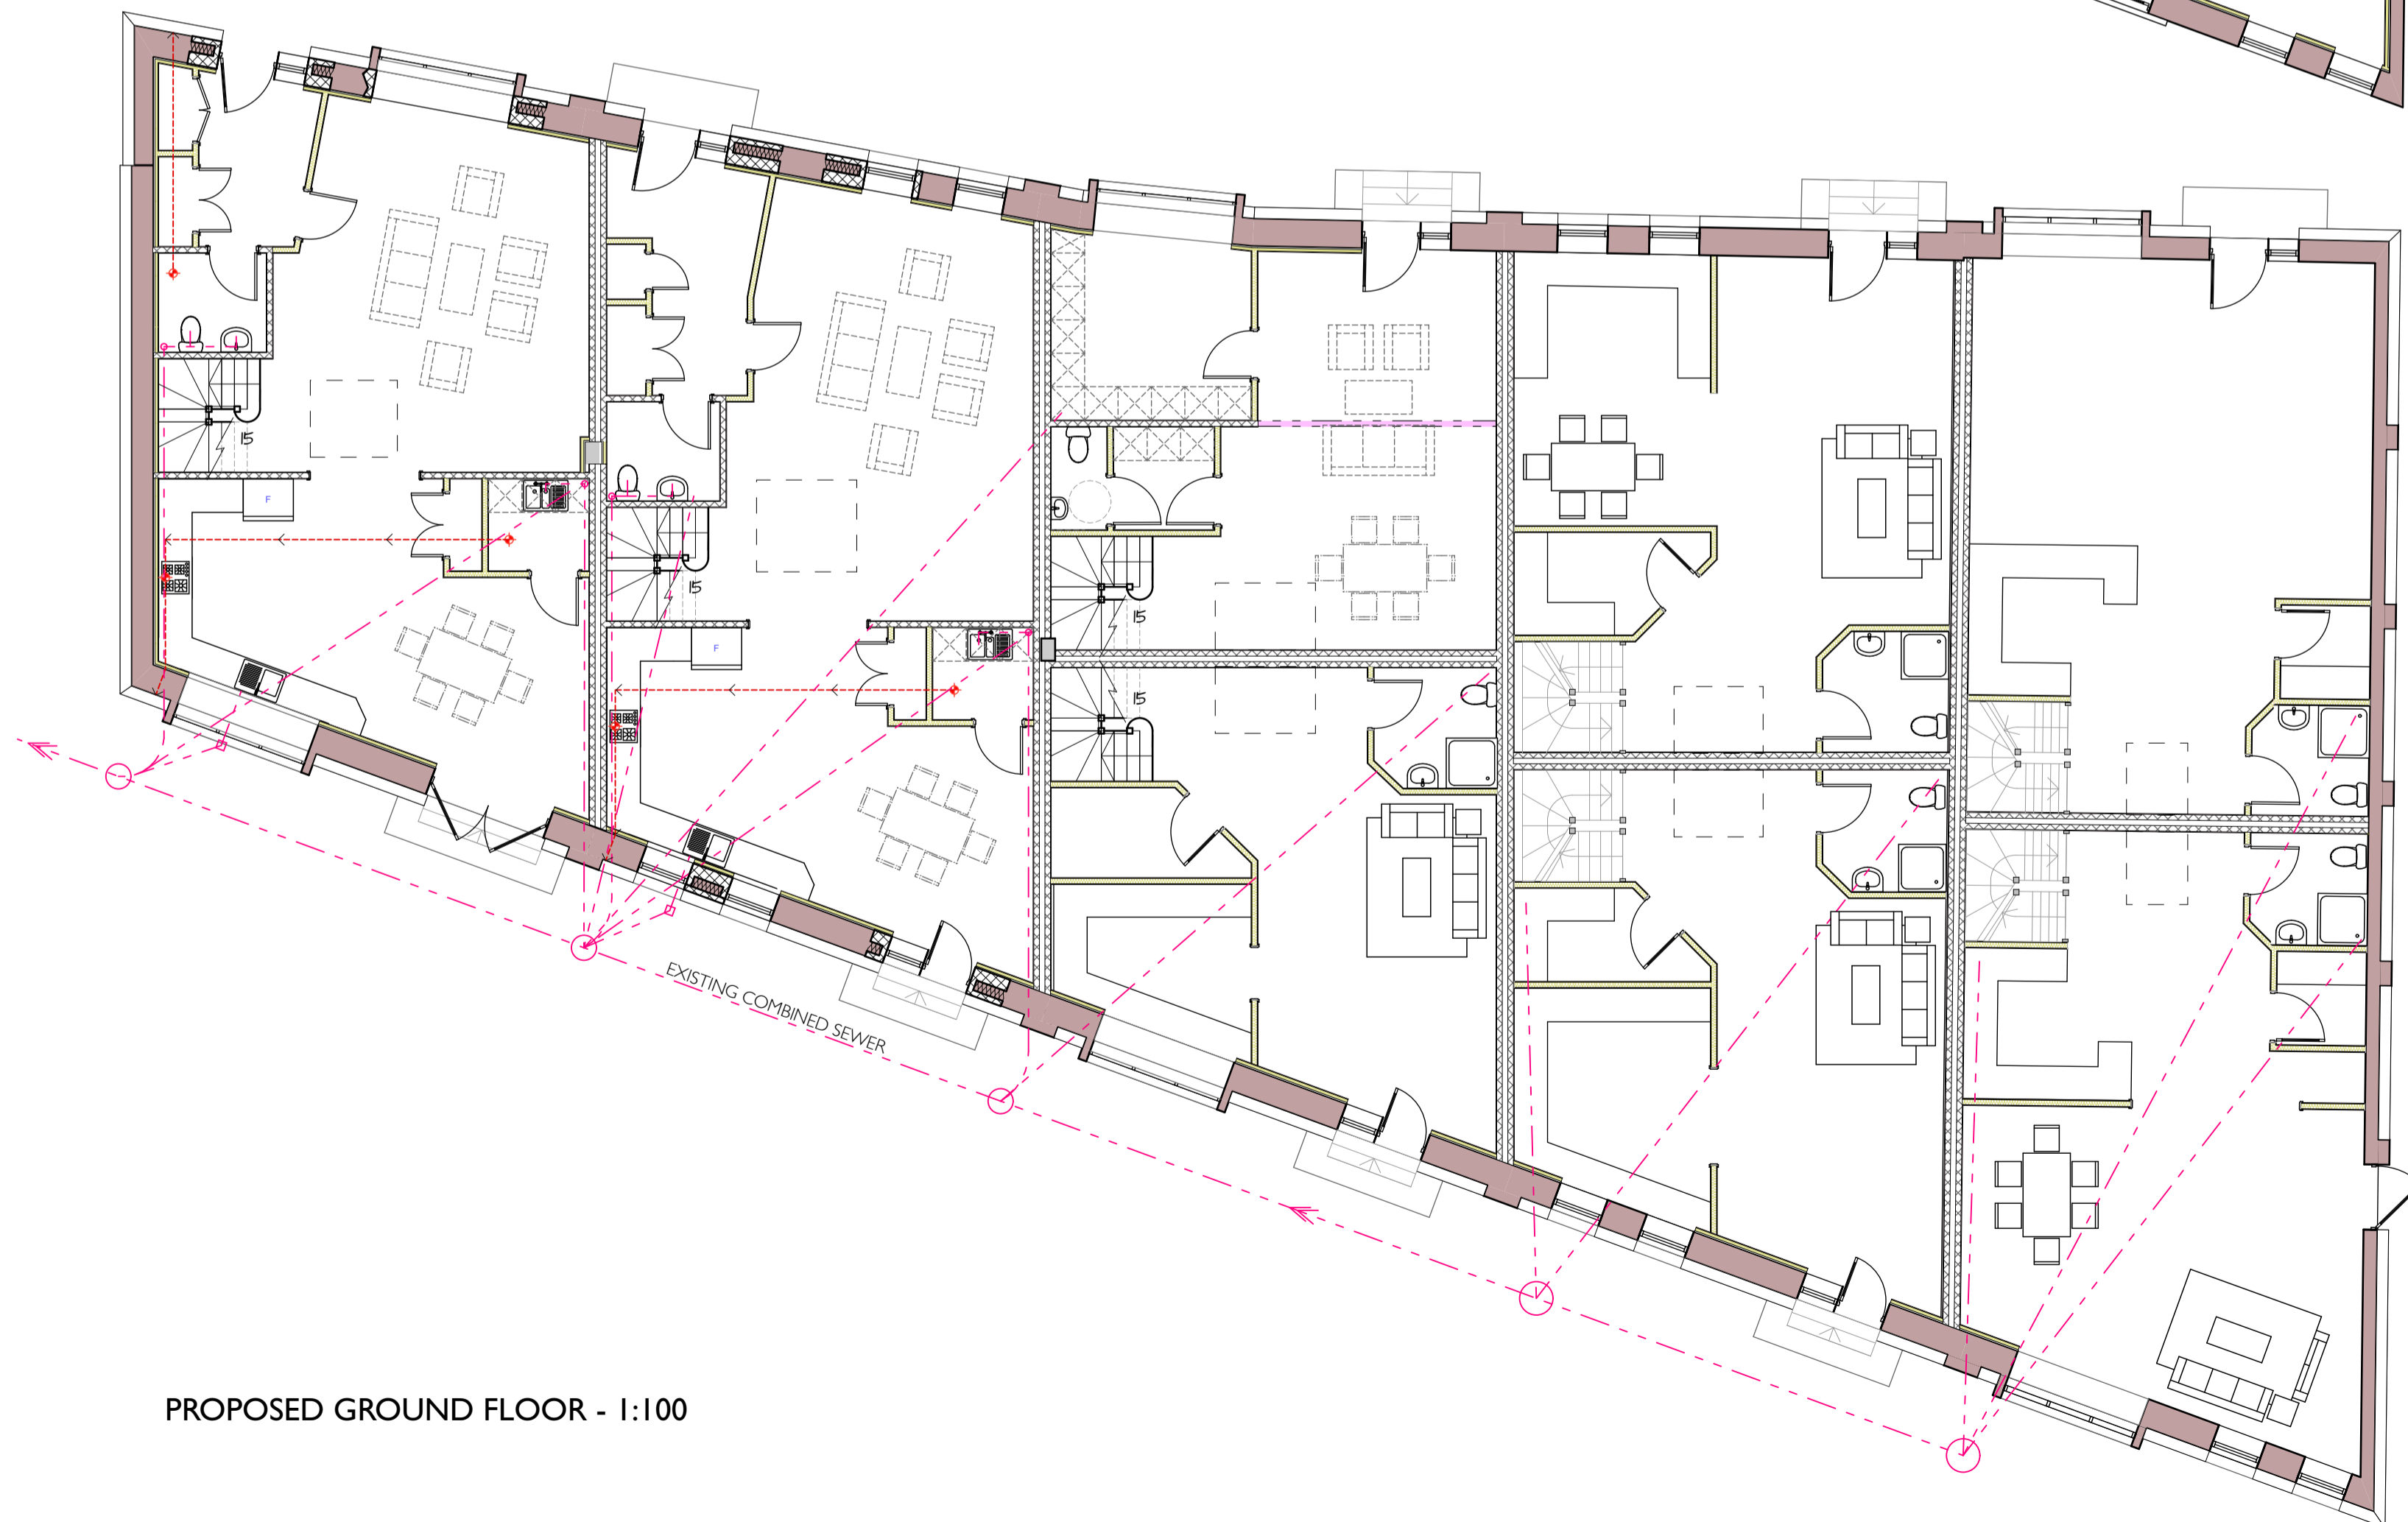 15
F
15
15
F
15
EXISTING COMBINED SEWER
PROPOSED GROUND FLOOR - 1:100